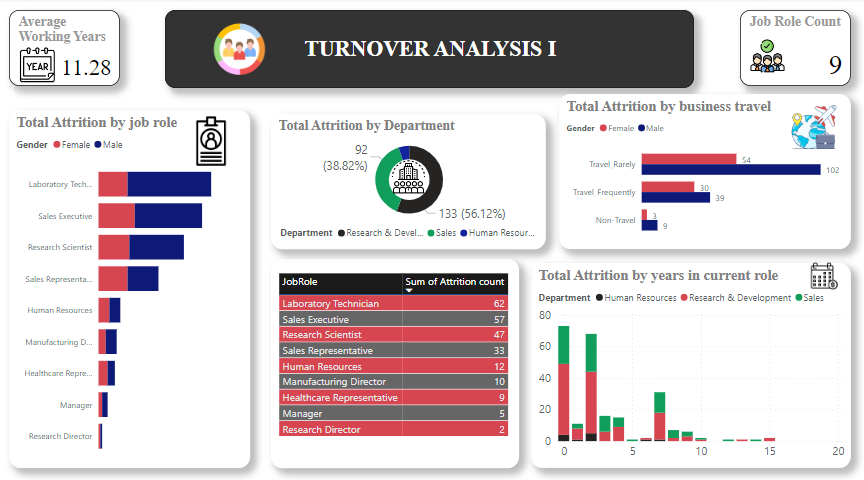 Average
Working Years
YEAR
11.28
TURNOVER ANALYSIS I
Job Role Count
9
Total Attrition by job role
Gender Female Male
Laboratory Tech...
Sales Executive
Research Scientist
Sales Representa...
Human Resources
Manufacturing D...
Healthcare Repre...
Manager
Research Director
Total Attrition by Department
92
(38.82%)
133 (56.12%)
Department Research & Devel... Sales Human Resour...
Total Attrition by business travel
Gender Female Male
Travel_Rarely
54
102
Travel_Frequently
30
39
Non-Travel
3
9
JobRole Sum of Attrition count
Laboratory Technician 62
Sales Executive 57
Research Scientist 47
Sales Representative 33
Human Resources 12
Manufacturing Director 10
Healthcare Representative 9
Manager 5
Research Director 2
Total Attrition by years in current role
Department Human Resources Research & Development Sales
80
60
40
20
0
0 5 10 15 20